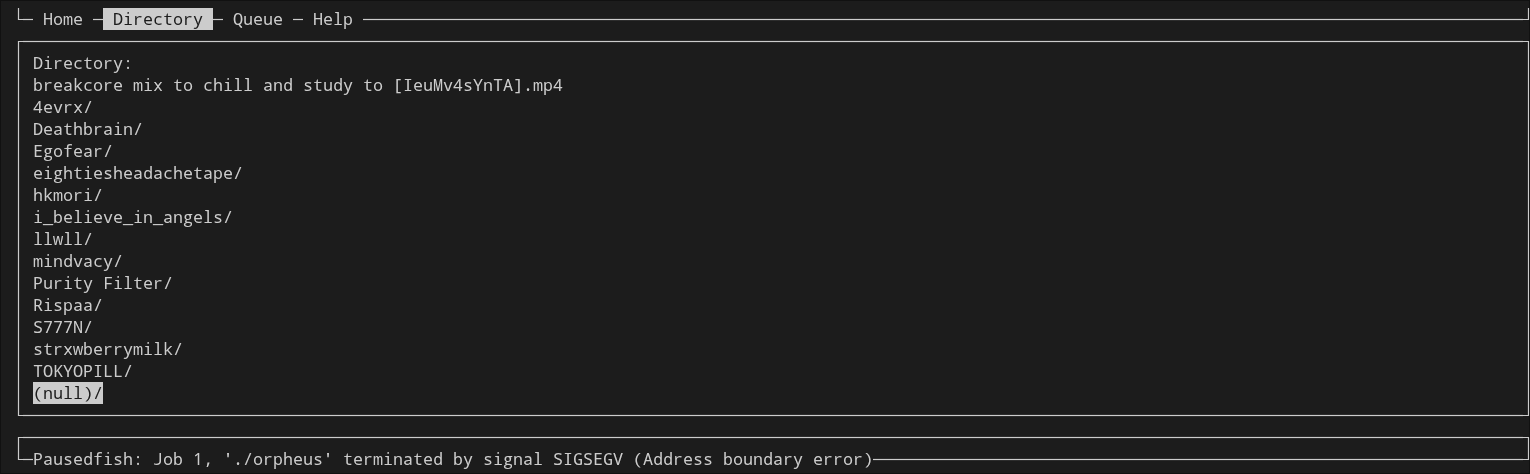 Home Directory Queue Help
Directory:
breakcore mix to chill and study to [IeuMv4sYnTA].mp4
4evrx/
Deathbrain/
Egofear/
eightiesheadachetape/
hkmori/
i_believe_in_angels/
llwll/
mindvacy/
Purity Filter/
Rispaa/
S777N/
strxwberrymilk/
TOKYOPILL/
(null)/
Pausedfish: Job 1, './orpheus' terminated by signal SIGSEGV (Address boundary error)